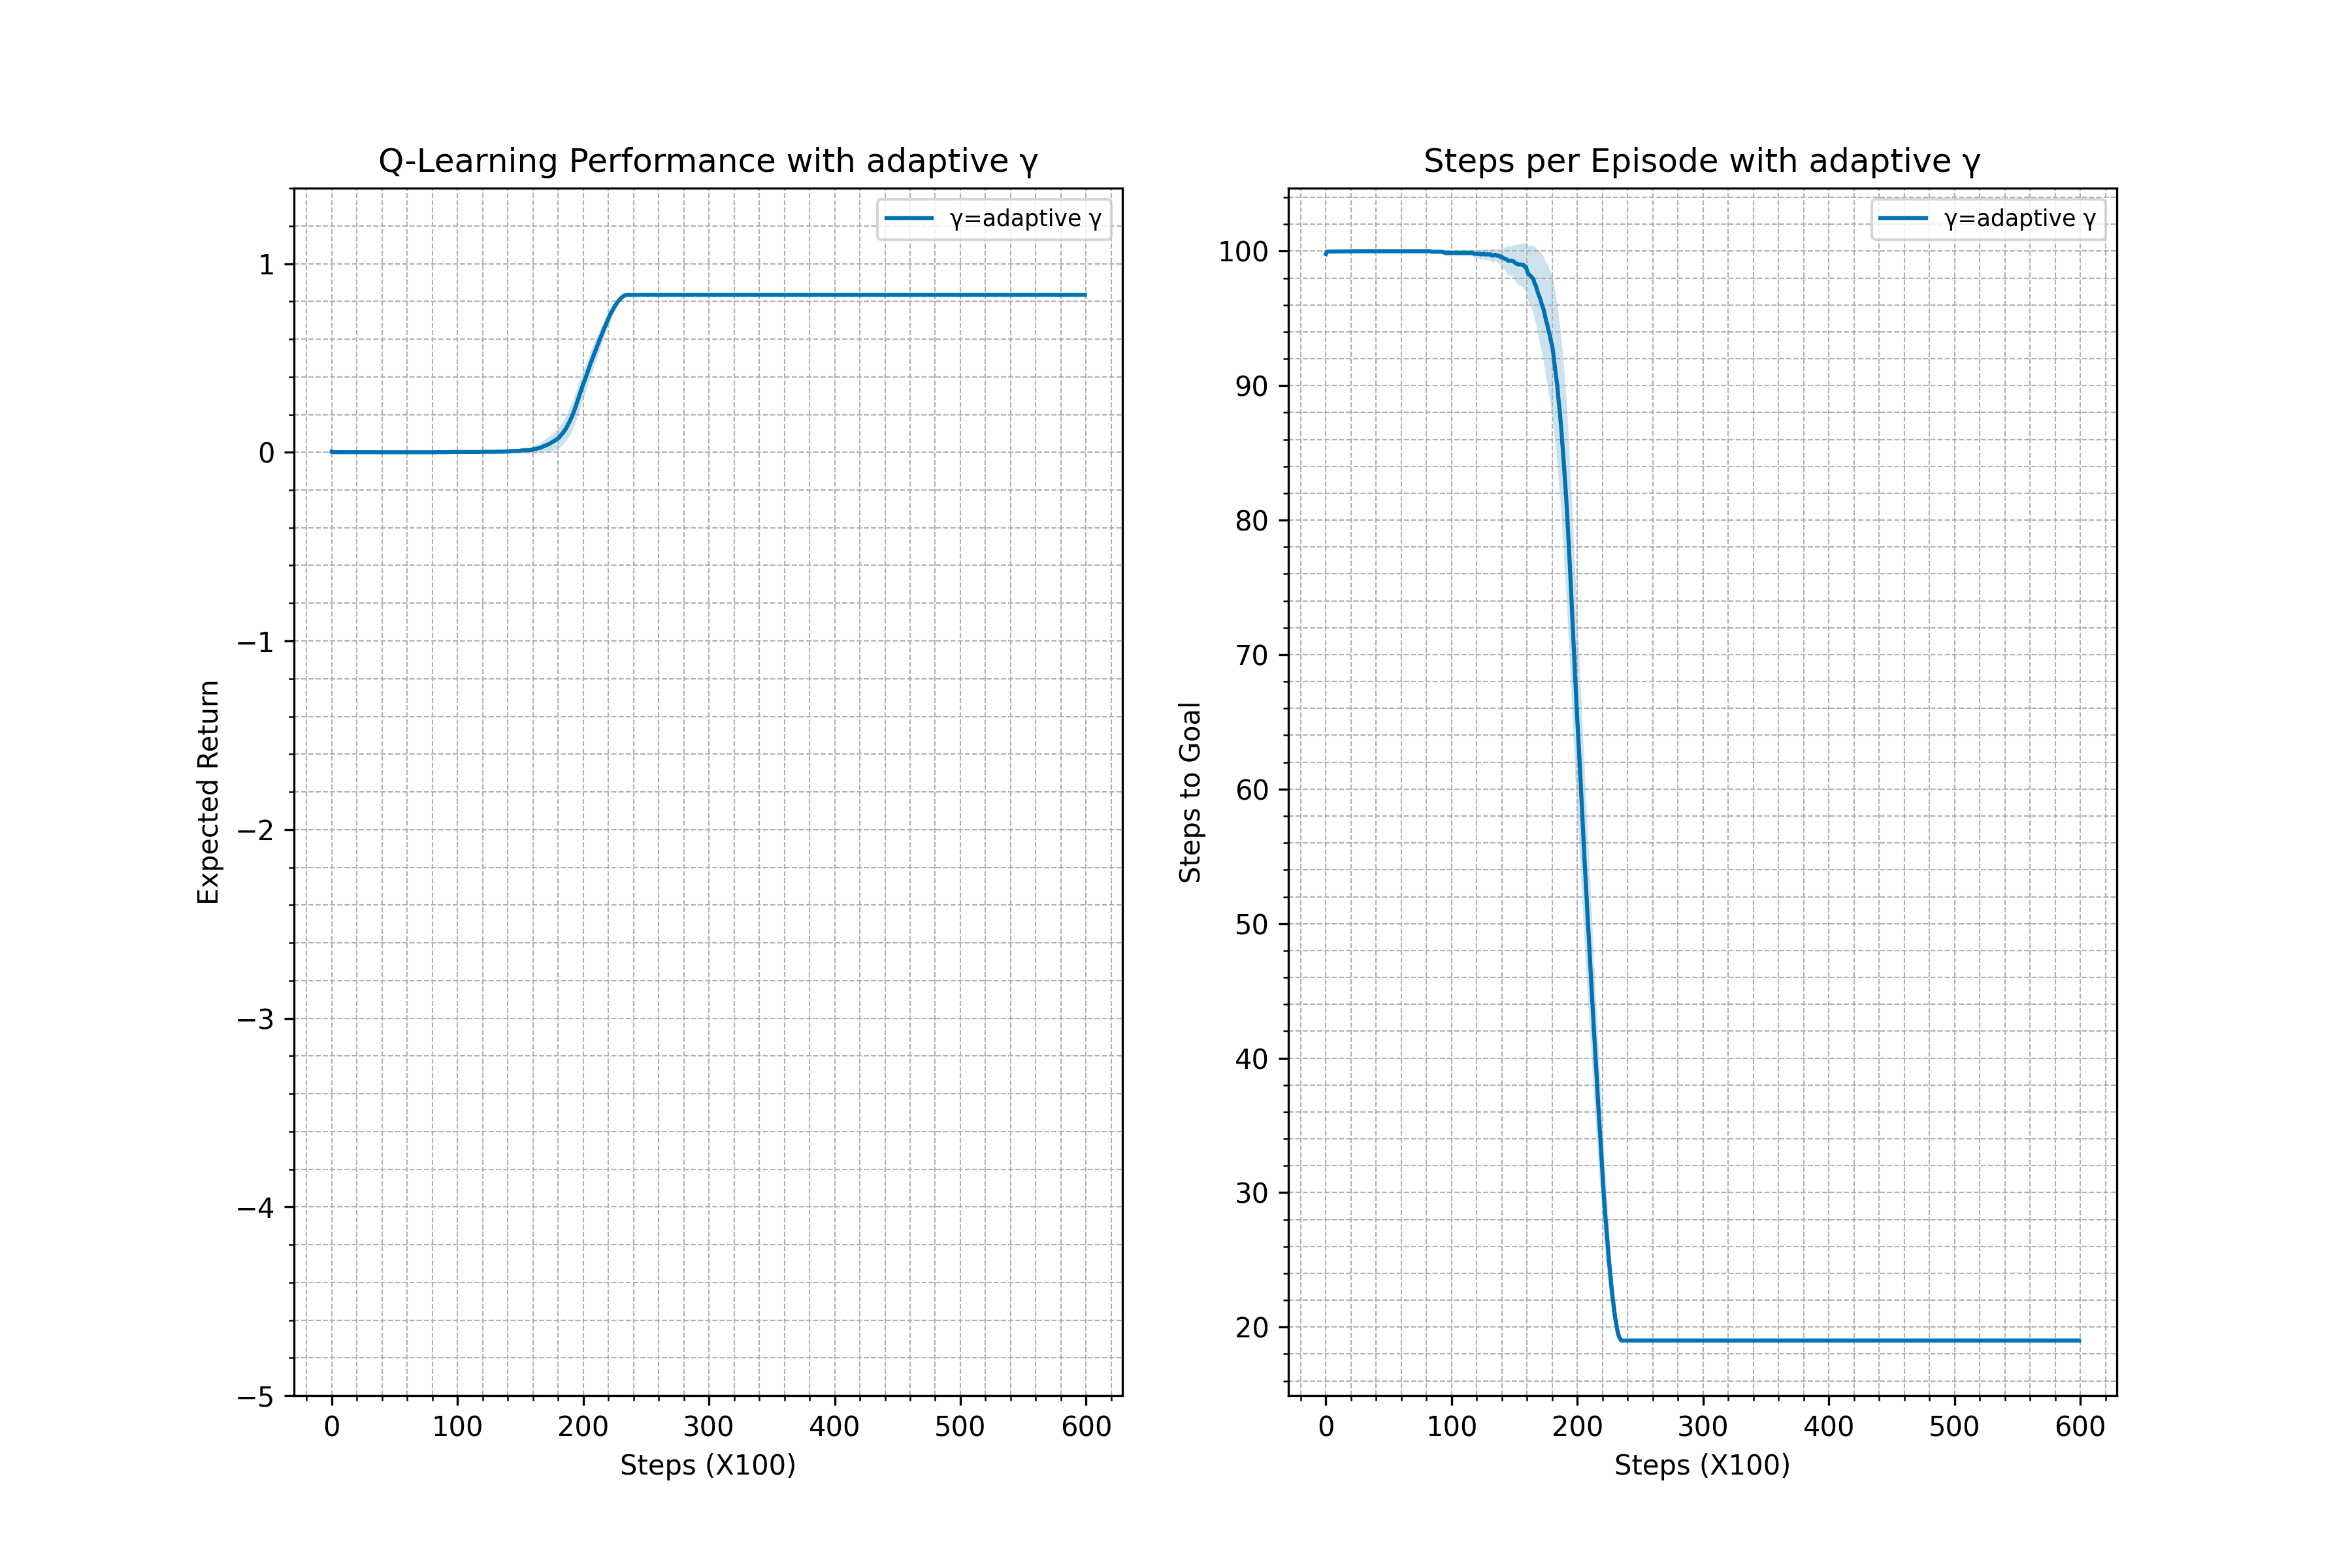 Q-Learning Performance with adaptive γ
γ=adaptive γ
1
0
−1
−2
−3
−4
−5
Expected Return
0 100 200 300 400 500 600
Steps (X100)
Steps per Episode with adaptive γ
γ=adaptive γ
100
90
80
70
60
50
40
30
20
Steps to Goal
0 100 200 300 400 500 600
Steps (X100)